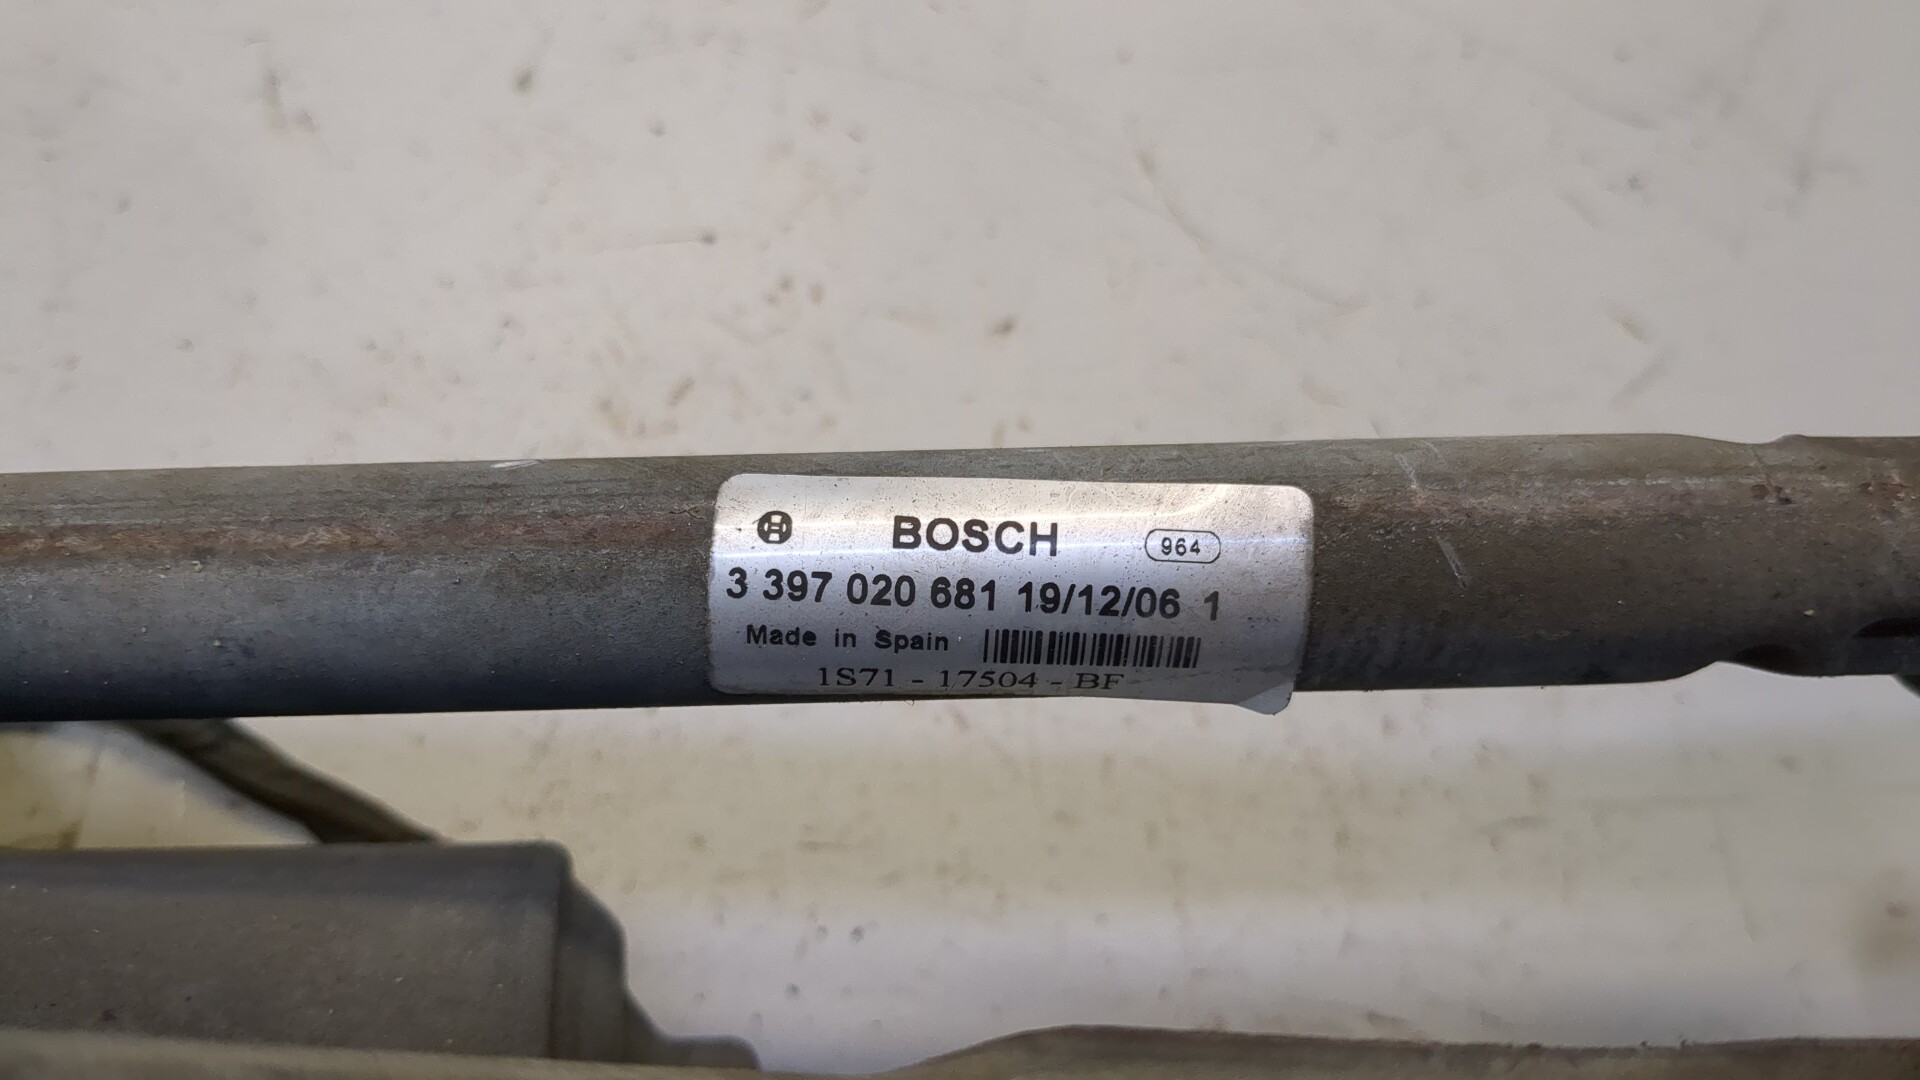 BOSCH 964
3 397 020 681 19/12/06 1
Made in Spain
1S71 - 17504 - BF